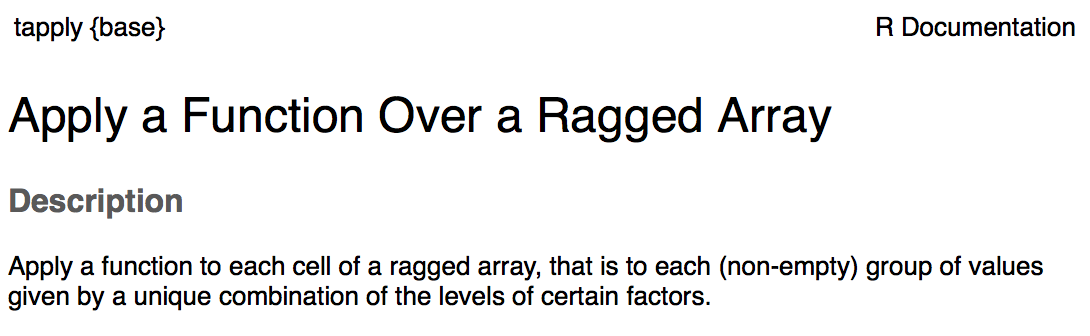 tapply {base} R Documentation
Apply a Function Over a Ragged Array
Description
Apply a function to each cell of a ragged array, that is to each (non-empty) group of values
given by a unique combination of the levels of certain factors.